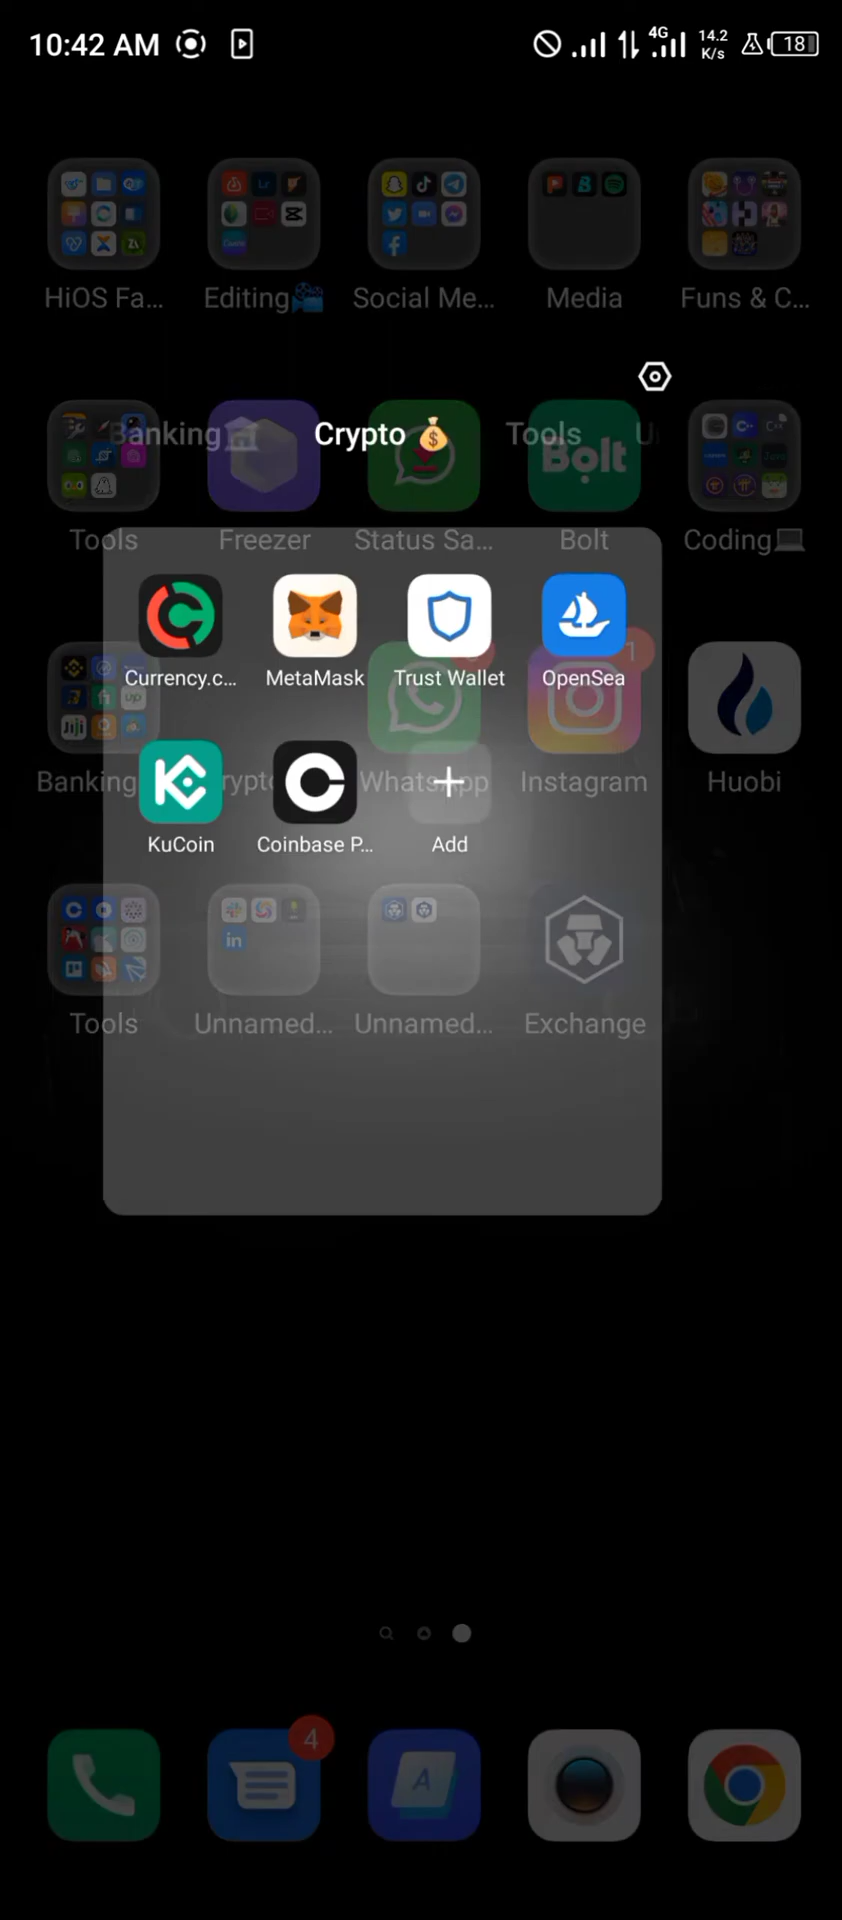 10:42 AM
4G
14.2
K/s
18
HiOS Fa...
Editing🎥
Social Me...
Media
Funs & C...
Banking🏛️
Crypto 💰
Tools
Bolt
Tools
Freezer
Status Sa...
Bolt
Coding💻
Currency.c...
MetaMask
Trust Wallet
OpenSea
1
Banking
WhatsApp
Instagram
Huobi
KuCoin
Coinbase P...
Add
Tools
Unnamed...
Unnamed...
Exchange
4
A